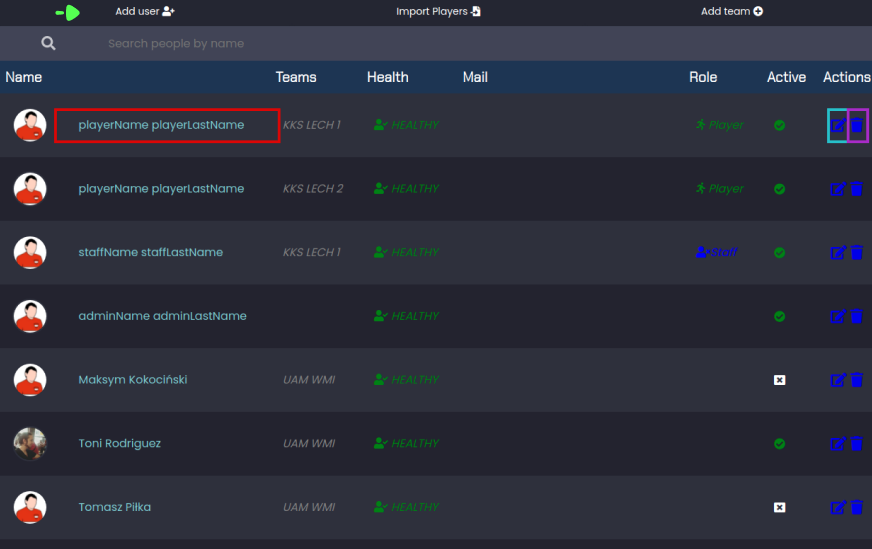 Add user Import Players Add team
Search people by name
Name Teams Health Mail Role Active Actions
playerName playerLastName KKS LECH 1 HEALTHY Player
playerName playerLastName KKS LECH 2 HEALTHY Player
staffName staffLastName KKS LECH 1 HEALTHY Staff
adminName adminLastName HEALTHY
Maksym Kokociński UAM WMI HEALTHY
Toni Rodriguez UAM WMI HEALTHY
Tomasz Piłka UAM WMI HEALTHY